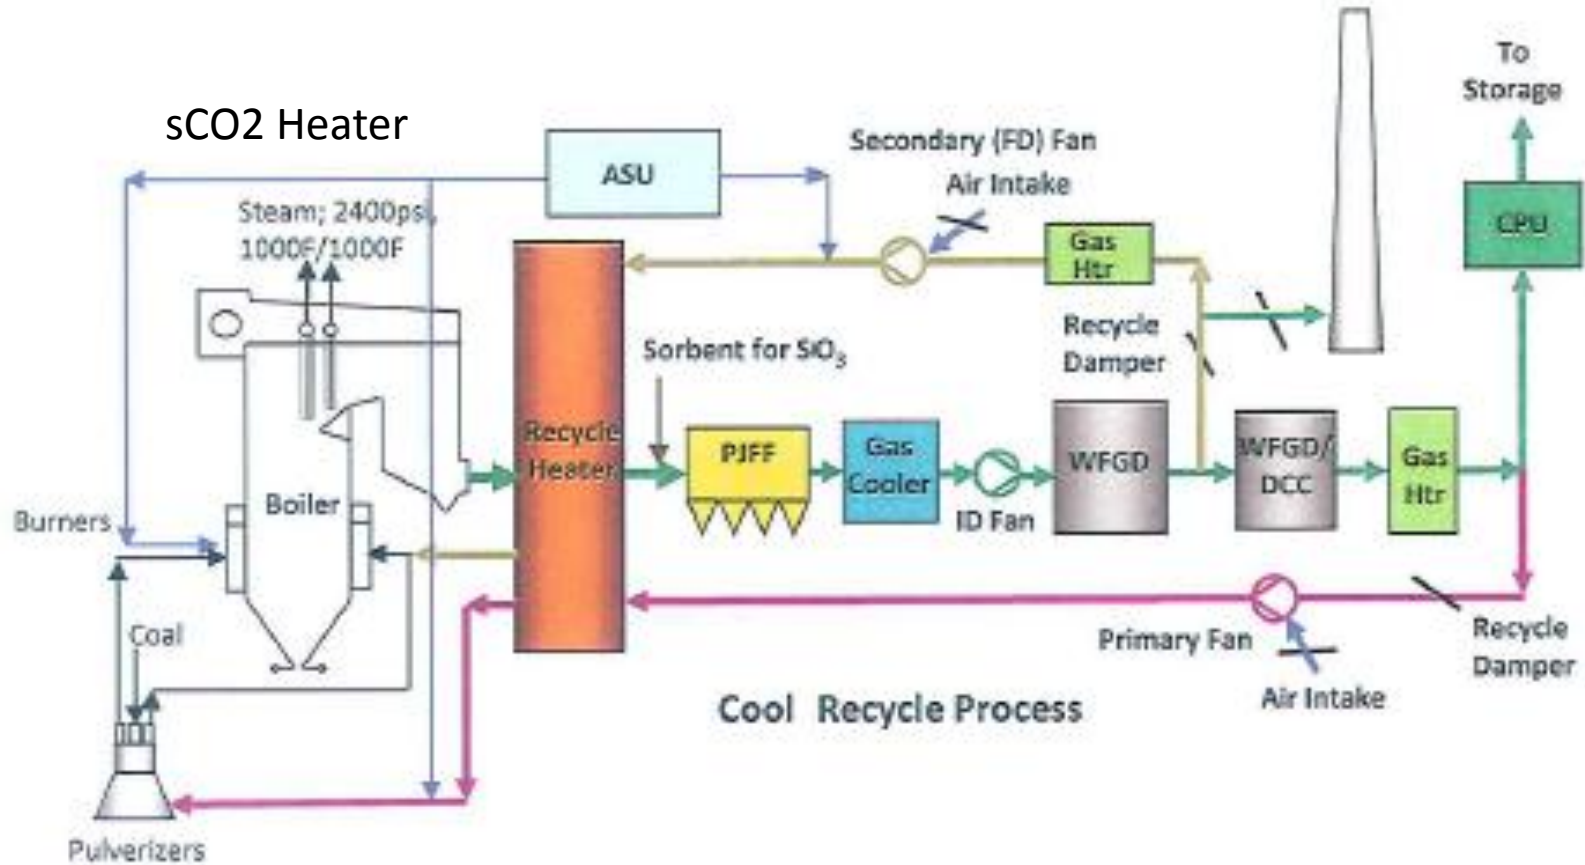 sCO2 Heater
ASU
Secondary (FD) Fan
Air Intake
To
Storage
Steam; 2400psi,
1000F/1000F
Gas
Htr
CPU
Recycle
Damper
Sorbent for SiO3
Recycle
Heater
PJFF
Gas
Cooler
WFGD
WFGD/
DCC
Gas
Htr
Boiler
Burners
ID Fan
Coal
Primary Fan
Recycle
Damper
Air Intake
Cool Recycle Process
Pulverizers